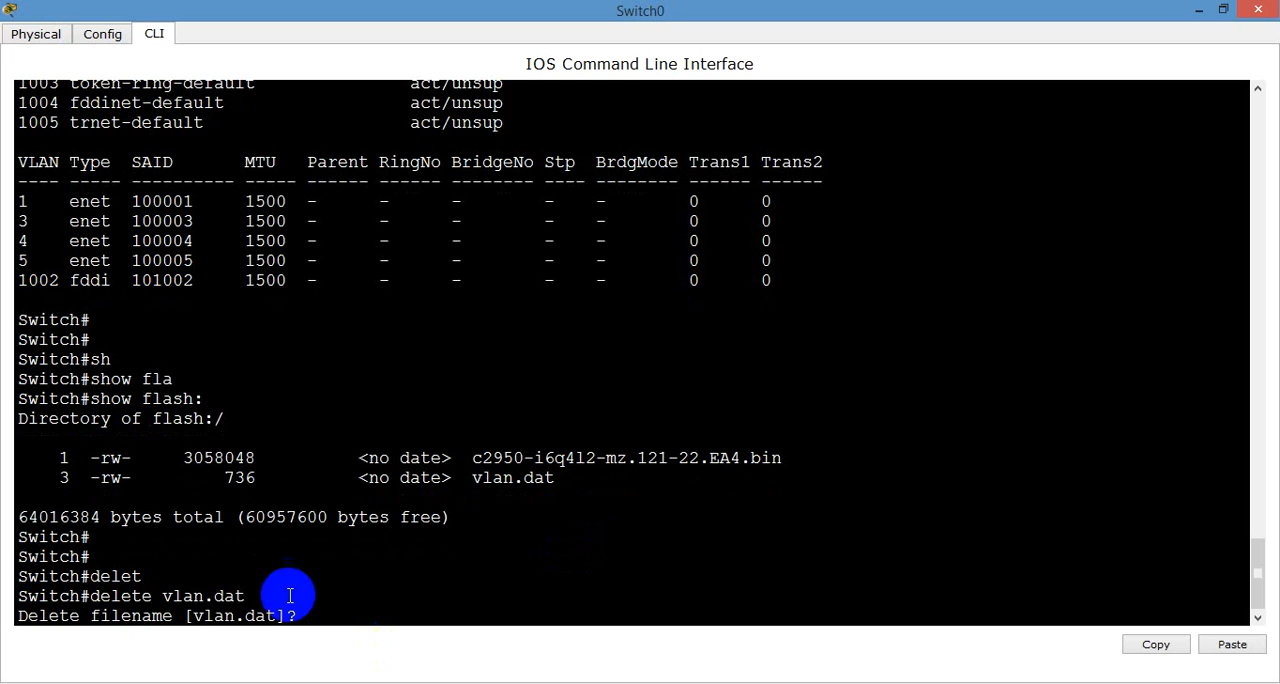 Switch0
Physical Config CLI
IOS Command Line Interface
1003 token-ring-default act/unsup
1004 fddinet-default act/unsup
1005 trnet-default act/unsup
VLAN Type SAID MTU Parent RingNo BridgeNo Stp BrdgMode Trans1 Trans2
---- ----- ---------- ----- ------ ------ -------- ---- -------- ------ ------
1 enet 100001 1500 - - - - - 0 0
3 enet 100003 1500 - - - - - 0 0
4 enet 100004 1500 - - - - - 0 0
5 enet 100005 1500 - - - - - 0 0
1002 fddi 101002 1500 - - - - - 0 0
Switch#
Switch#
Switch#sh
Switch#show fla
Switch#show flash:
Directory of flash:/
1 -rw- 3058048 <no date> c2950-i6q4l2-mz.121-22.EA4.bin
3 -rw- 736 <no date> vlan.dat
64016384 bytes total (60957600 bytes free)
Switch#
Switch#
Switch#delet
Switch#delete vlan.dat
Delete filename [vlan.dat]?
Copy Paste